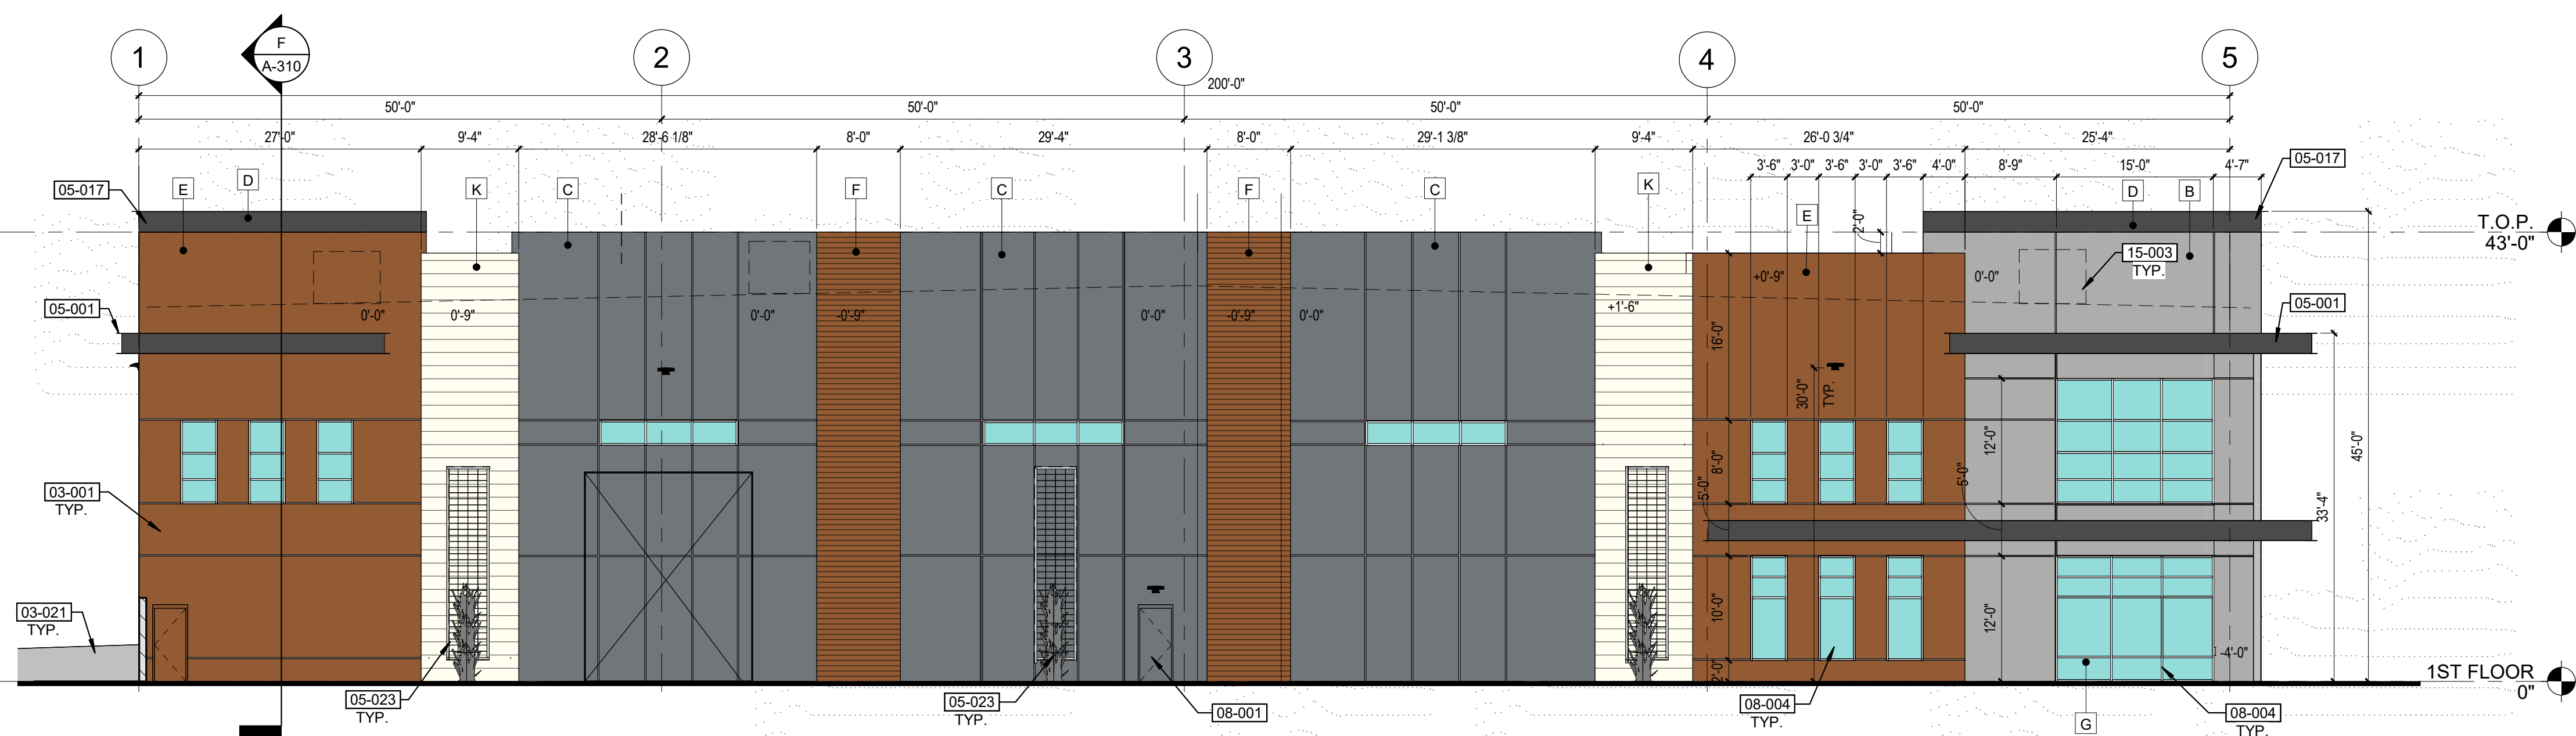 F
A-310
1
2
3
4
5
200'-0"
50'-0"
50'-0"
50'-0"
50'-0"
27'-0"
9'-4"
28'-6 1/8"
8'-0"
29'-4"
8'-0"
29'-1 3/8"
9'-4"
26'-0 3/4"
25'-4"
3'-6"
3'-0"
3'-6"
3'-0"
3'-6"
4'-0"
8'-9"
15'-0"
4'-7"
05-017
05-017
E
D
K
C
F
C
F
C
K
E
D
B
2'-0"
T.O.P.
43'-0"
15-003
TYP.
05-001
05-001
0'-0"
0'-9"
0'-0"
-0'-9"
0'-0"
-0'-9"
0'-0"
+1'-6"
+0'-9"
0'-0"
16'-0"
30'-0"
TYP.
8'-0"
5'-0"
12'-0"
5'-0"
45'-0"
33'-4"
03-001
TYP.
10'-0"
12'-0"
2'-0"
-4'-0"
03-021
TYP.
05-023
TYP.
05-023
TYP.
08-001
08-004
TYP.
G
08-004
TYP.
1ST FLOOR
0"